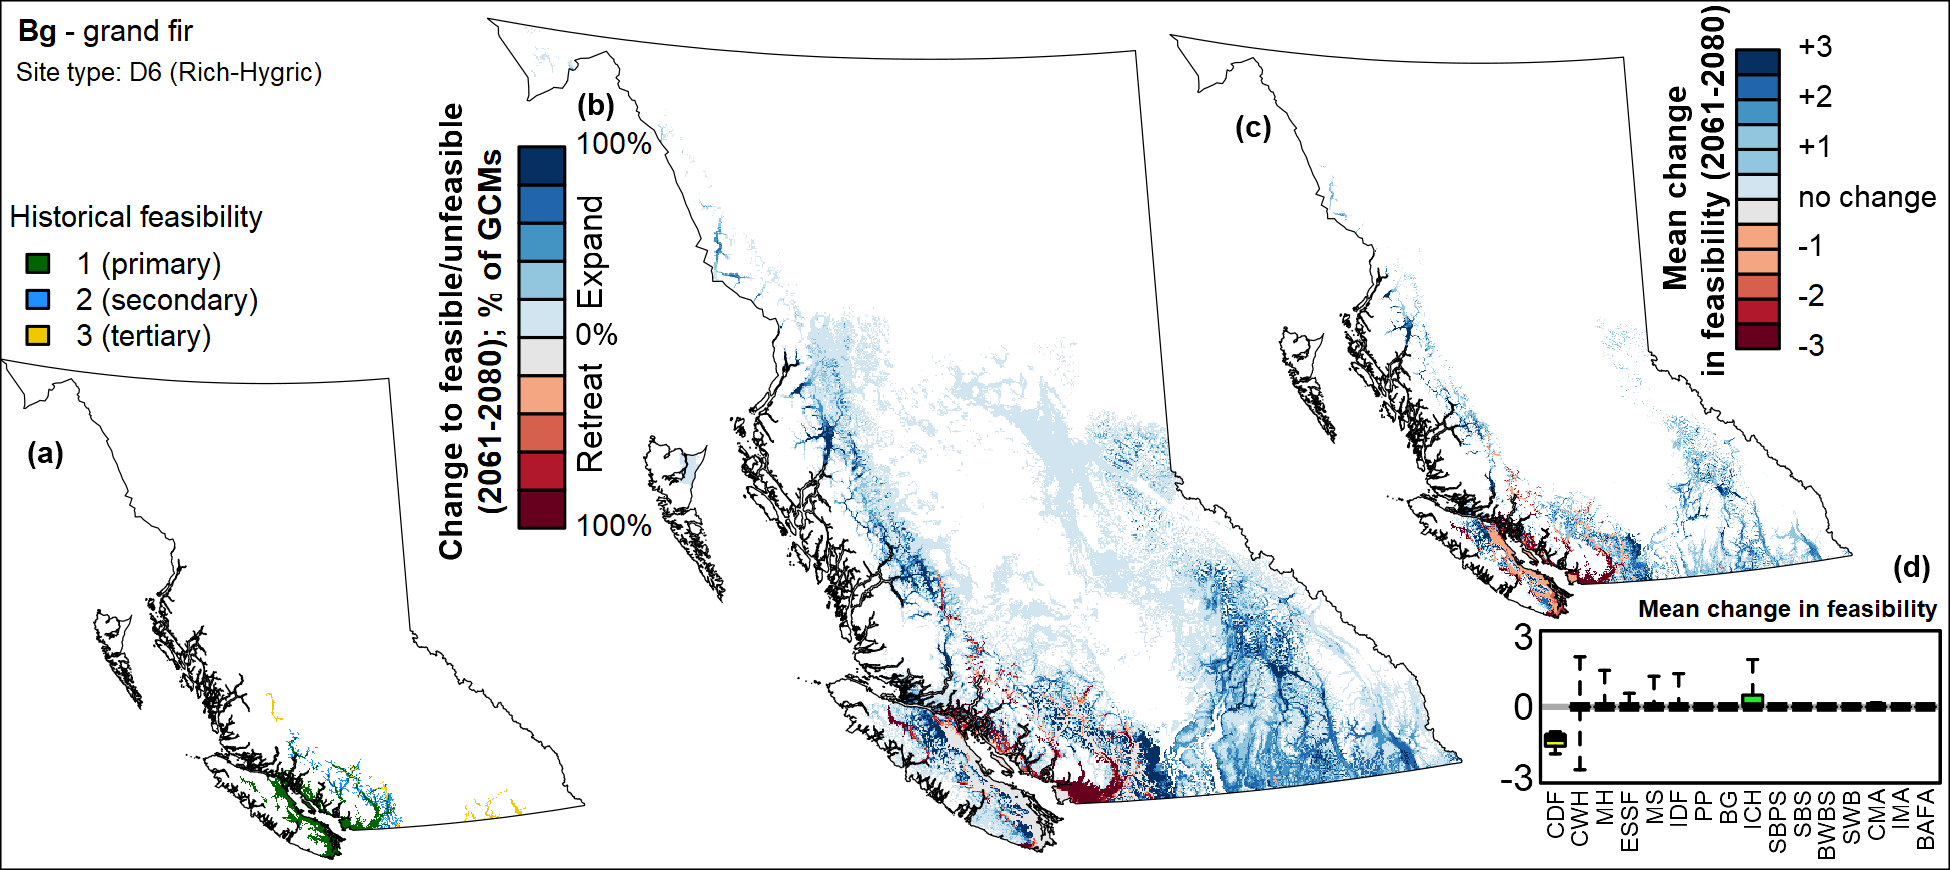 Bg - grand fir
Site type: D6 (Rich-Hygric)
Historical feasibility
1 (primary)
2 (secondary)
3 (tertiary)
(a)
Change to feasible/unfeasible
(2061-2080); % of GCMs
100%
Expand
0%
Retreat
100%
(b)
(c)
Mean change
in feasibility (2061-2080)
+3
+2
+1
no change
-1
-2
-3
(d)
Mean change in feasibility
3
0
-3
CDF
CWH
MH
ESSF
MS
IDF
PP
BG
ICH
SBPS
SBS
BWBS
SWB
CMA
IMA
BAFA